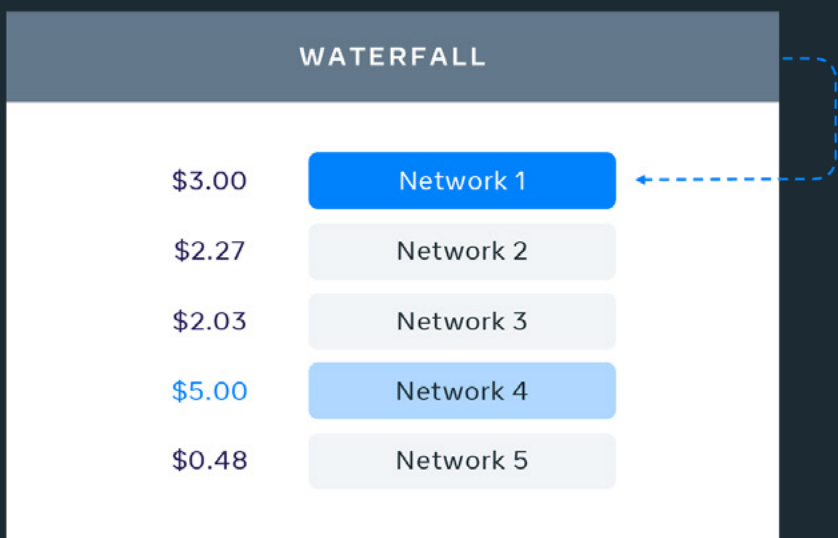 WATERFALL
$3.00 Network 1
$2.27 Network 2
$2.03 Network 3
$5.00 Network 4
$0.48 Network 5